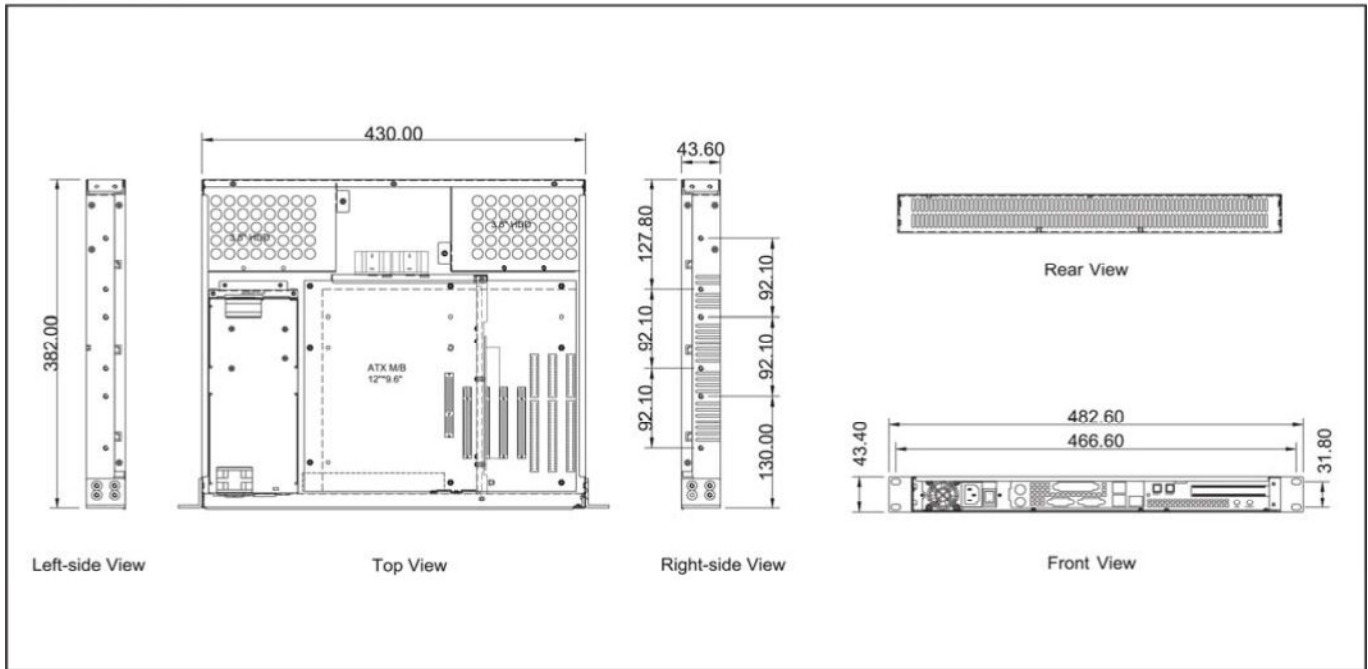 430.00
43.60
382.00
127.80
92.10
92.10
92.10
92.10
130.00
3.5" HDD
3.5" HDD
ATX M/B
12"*9.6"
Rear View
482.60
466.60
43.40
31.80
Left-side View
Top View
Right-side View
Front View